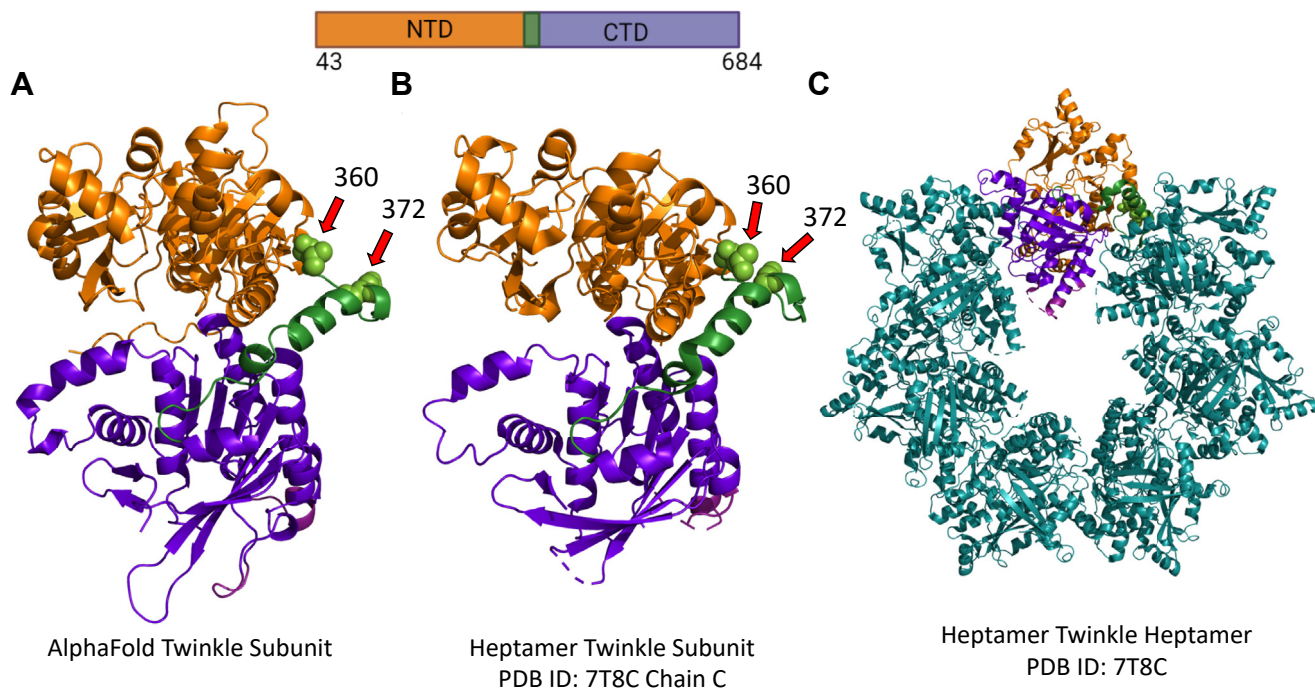 NTD CTD
43 684
A B C
360
372
360
372
AlphaFold Twinkle Subunit
Heptamer Twinkle Subunit
PDB ID: 7T8C Chain C
Heptamer Twinkle Heptamer
PDB ID: 7T8C